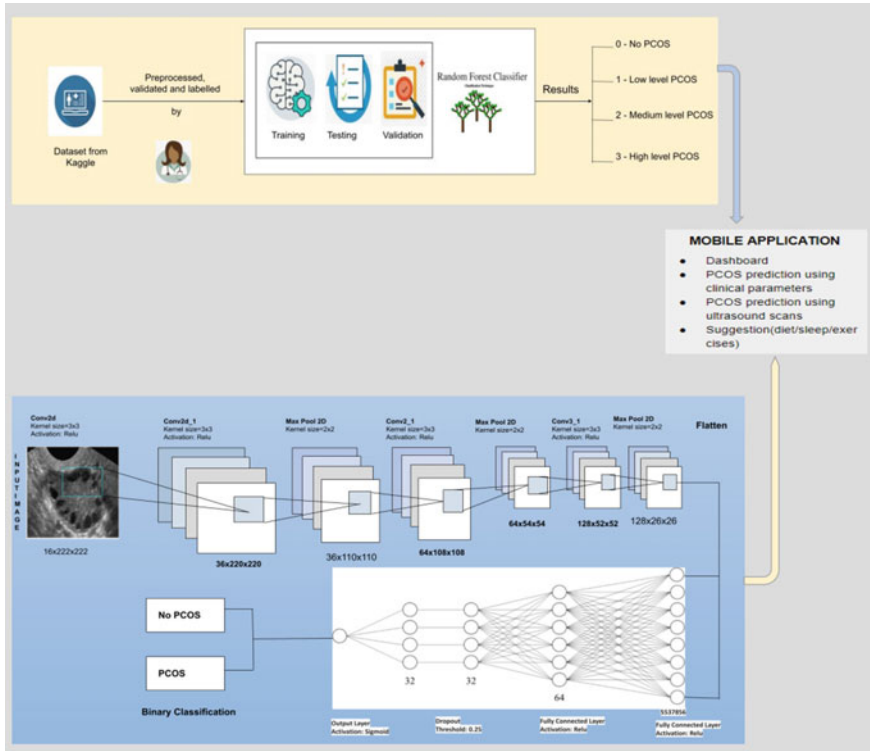 Dataset from
Kaggle
Preprocessed,
validated and labelled
by
Training
Testing
Validation
Random Forest Classifier
Results
0 - No PCOS
1 - Low level PCOS
2 - Medium level PCOS
3 - High level PCOS
MOBILE APPLICATION
● Dashboard
● PCOS prediction using
clinical parameters
● PCOS prediction using
ultrasound scans
● Suggestion(diet/sleep/exer
cises)
Conv2d
Kernel size=3x3
Activation: Relu
Conv2d_1
Kernel size=3x3
Activation: Relu
Max Pool 2D
Kernel size=2x2
Conv2_1
Kernel size=3x3
Activation: Relu
Max Pool 2D
Kernel size=2x2
Conv3_1
Kernel size=3x3
Activation: Relu
Max Pool 2D
Kernel size=2x2
Flatten
INPUTIMAGE
16x222x222
36x220x220
36x110x110
64x108x108
64x54x54
128x52x52
128x26x26
No PCOS
PCOS
Binary Classification
32
32
64
5537856
Output Layer
Activation: Sigmoid
Dropout
Threshold: 0.25
Fully Connected Layer
Activation: Relu
Fully Connected Layer
Activation: Relu